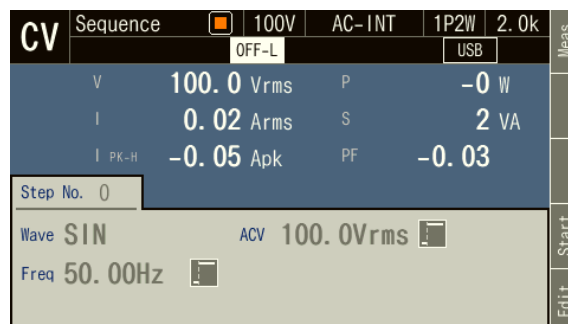 CV Sequence 100V AC-INT 1P2W 2.0k
OFF-L USB
Meas
V 100.0 Vrms P -0 W
I 0.02 Arms S 2 VA
I PK-H -0.05 Apk PF -0.03
Step No. 0
Wave SIN ACV 100.0Vrms
Freq 50.00Hz
Start
Edit